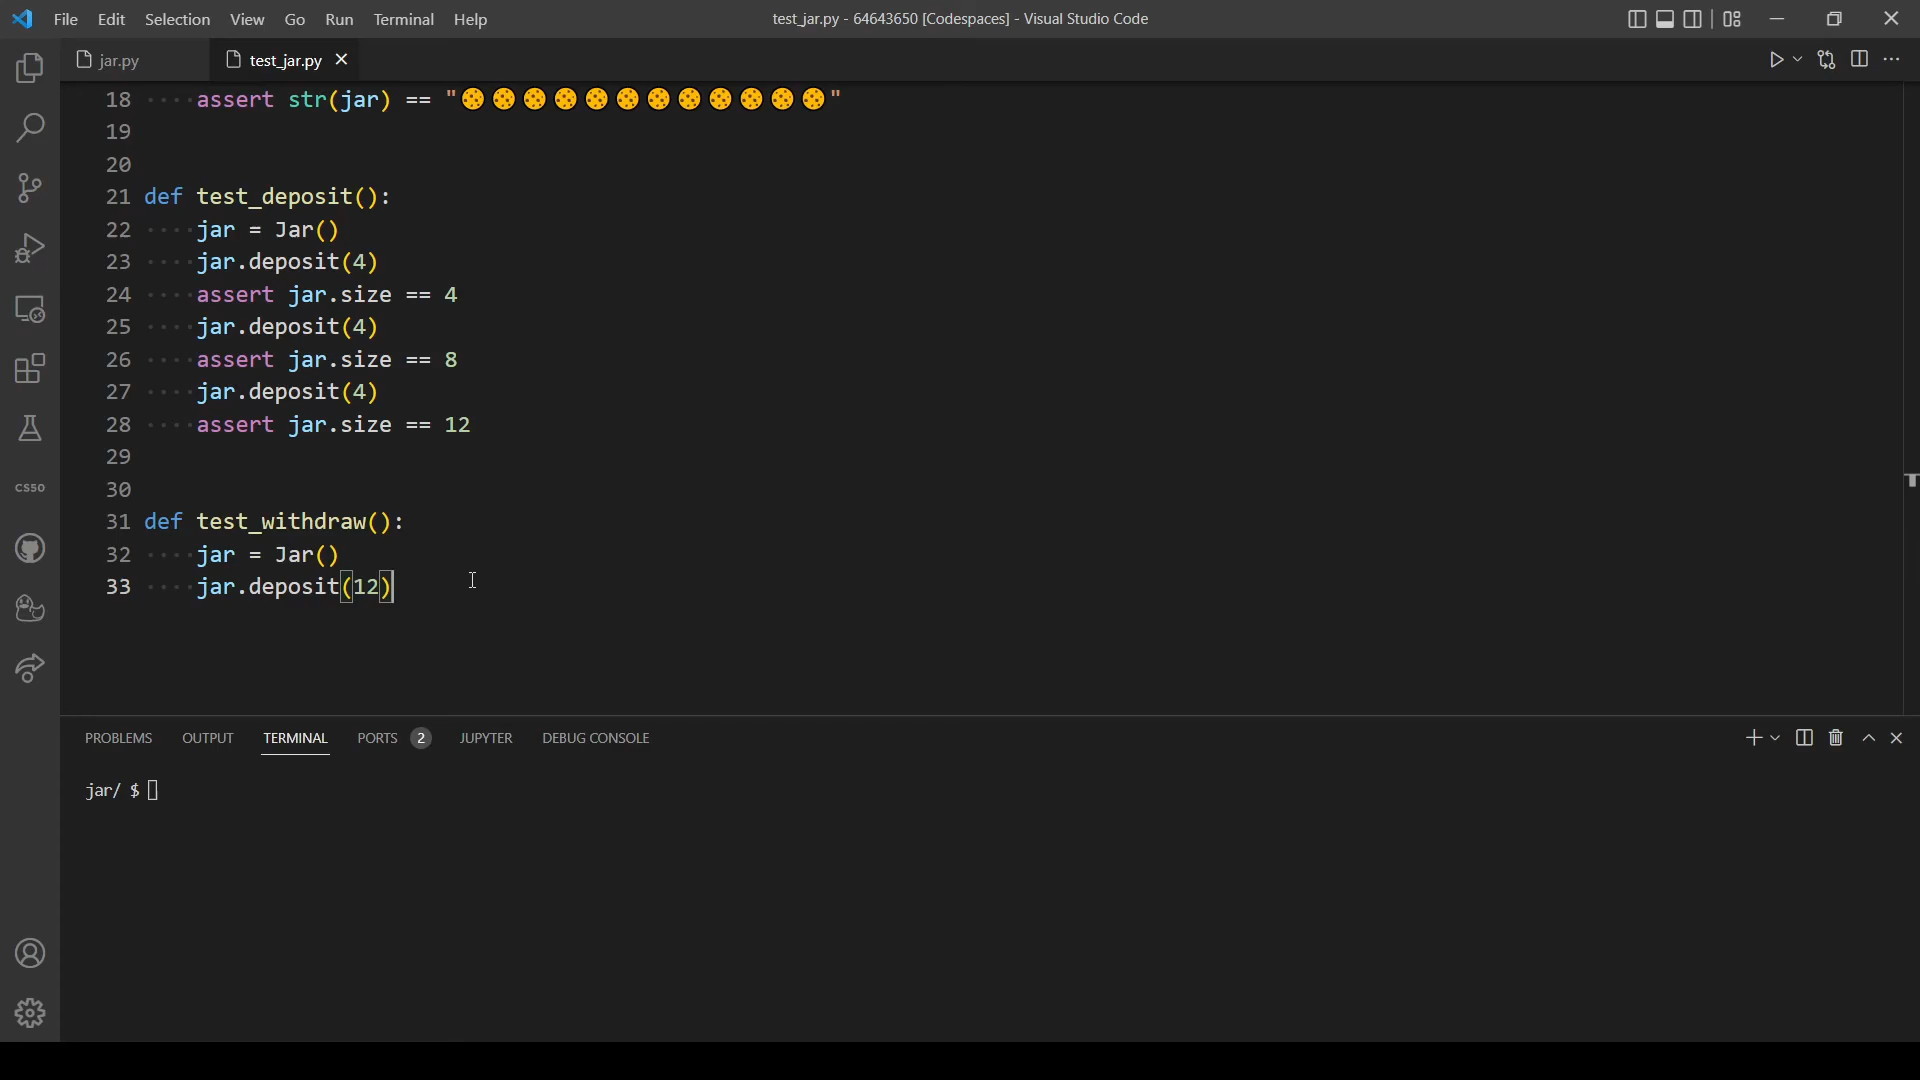 File Edit Selection View Go Run Terminal Help
test_jar.py - 64643650 [Codespaces] - Visual Studio Code
jar.py
test_jar.py
18 ····assert str(jar) == "🍪🍪🍪🍪🍪🍪🍪🍪🍪🍪🍪🍪"
19
20
21 def test_deposit():
22 ····jar = Jar()
23 ····jar.deposit(4)
24 ····assert jar.size == 4
25 ····jar.deposit(4)
26 ····assert jar.size == 8
27 ····jar.deposit(4)
28 ····assert jar.size == 12
29
30
31 def test_withdraw():
32 ····jar = Jar()
33 ····jar.deposit(12)
CS50
PROBLEMS OUTPUT TERMINAL PORTS 2 JUPYTER DEBUG CONSOLE
jar/ $